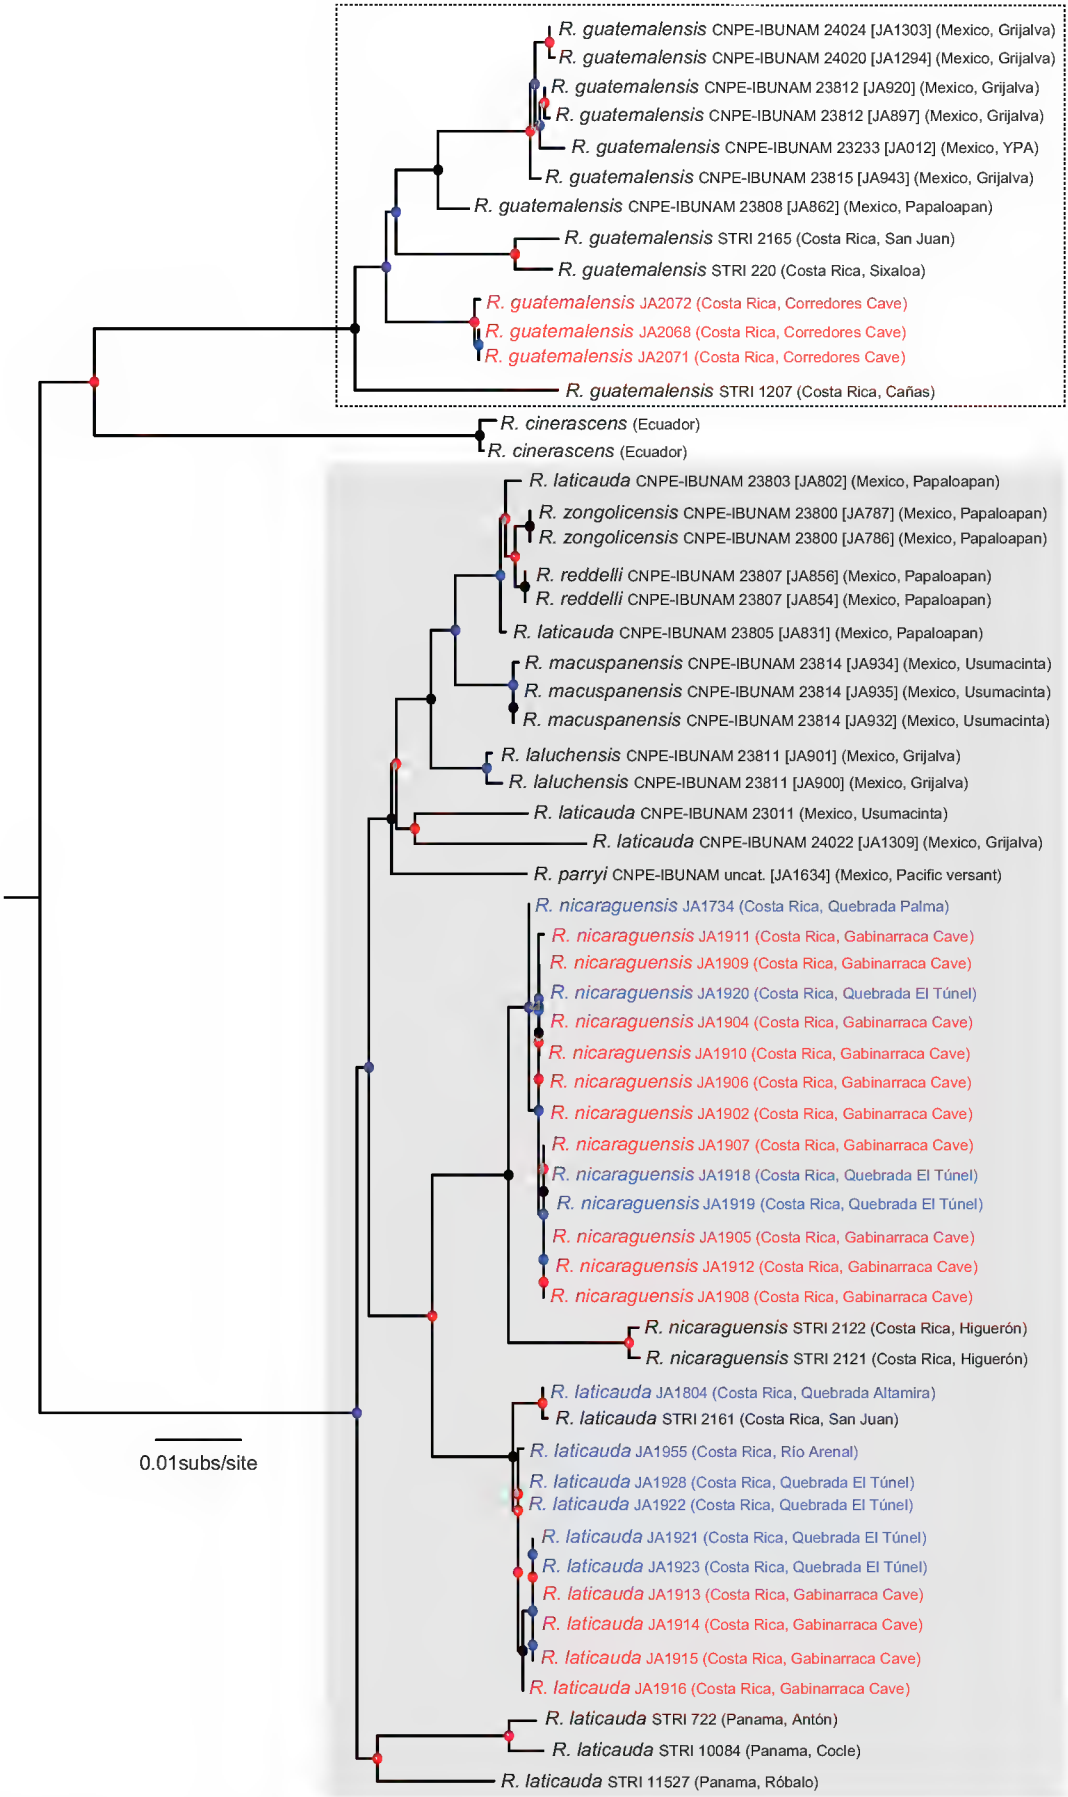 R. guatemalensis CNPE-IBUNAM 24024 [JA1303] (Mexico, Grijalva)
R. guatemalensis CNPE-IBUNAM 24020 [JA1294] (Mexico, Grijalva)
R. guatemalensis CNPE-IBUNAM 23812 [JA920] (Mexico, Grijalva)
R. guatemalensis CNPE-IBUNAM 23812 [JA897] (Mexico, Grijalva)
R. guatemalensis CNPE-IBUNAM 23233 [JA012] (Mexico, YPA)
R. guatemalensis CNPE-IBUNAM 23815 [JA943] (Mexico, Grijalva)
R. guatemalensis CNPE-IBUNAM 23808 [JA862] (Mexico, Papaloapan)
R. guatemalensis STRI 2165 (Costa Rica, San Juan)
R. guatemalensis STRI 220 (Costa Rica, Sixaloa)
R. guatemalensis JA2072 (Costa Rica, Corredores Cave)
R. guatemalensis JA2068 (Costa Rica, Corredores Cave)
R. guatemalensis JA2071 (Costa Rica, Corredores Cave)
R. guatemalensis STRI 1207 (Costa Rica, Cañas)
R. cinerascens (Ecuador)
R. cinerascens (Ecuador)
R. laticauda CNPE-IBUNAM 23803 [JA802] (Mexico, Papaloapan)
R. zongolicensis CNPE-IBUNAM 23800 [JA787] (Mexico, Papaloapan)
R. zongolicensis CNPE-IBUNAM 23800 [JA786] (Mexico, Papaloapan)
R. reddelli CNPE-IBUNAM 23807 [JA856] (Mexico, Papaloapan)
R. reddelli CNPE-IBUNAM 23807 [JA854] (Mexico, Papaloapan)
R. laticauda CNPE-IBUNAM 23805 [JA831] (Mexico, Papaloapan)
R. macuspanensis CNPE-IBUNAM 23814 [JA934] (Mexico, Usumacinta)
R. macuspanensis CNPE-IBUNAM 23814 [JA935] (Mexico, Usumacinta)
R. macuspanensis CNPE-IBUNAM 23814 [JA932] (Mexico, Usumacinta)
R. laluchensis CNPE-IBUNAM 23811 [JA901] (Mexico, Grijalva)
R. laluchensis CNPE-IBUNAM 23811 [JA900] (Mexico, Grijalva)
R. laticauda CNPE-IBUNAM 23011 (Mexico, Usumacinta)
R. laticauda CNPE-IBUNAM 24022 [JA1309] (Mexico, Grijalva)
R. parryi CNPE-IBUNAM uncat. [JA1634] (Mexico, Pacific versant)
R. nicaraguensis JA1734 (Costa Rica, Quebrada Palma)
R. nicaraguensis JA1911 (Costa Rica, Gabinarraca Cave)
R. nicaraguensis JA1909 (Costa Rica, Gabinarraca Cave)
R. nicaraguensis JA1920 (Costa Rica, Quebrada El Túnel)
R. nicaraguensis JA1904 (Costa Rica, Gabinarraca Cave)
R. nicaraguensis JA1910 (Costa Rica, Gabinarraca Cave)
R. nicaraguensis JA1906 (Costa Rica, Gabinarraca Cave)
R. nicaraguensis JA1902 (Costa Rica, Gabinarraca Cave)
R. nicaraguensis JA1907 (Costa Rica, Gabinarraca Cave)
R. nicaraguensis JA1918 (Costa Rica, Quebrada El Túnel)
R. nicaraguensis JA1919 (Costa Rica, Quebrada El Túnel)
R. nicaraguensis JA1905 (Costa Rica, Gabinarraca Cave)
R. nicaraguensis JA1912 (Costa Rica, Gabinarraca Cave)
R. nicaraguensis JA1908 (Costa Rica, Gabinarraca Cave)
R. nicaraguensis STRI 2122 (Costa Rica, Higuerón)
R. nicaraguensis STRI 2121 (Costa Rica, Higuerón)
R. laticauda JA1804 (Costa Rica, Quebrada Altamira)
R. laticauda STRI 2161 (Costa Rica, San Juan)
R. laticauda JA1955 (Costa Rica, Río Arenal)
0.01subs/site
R. laticauda JA1928 (Costa Rica, Quebrada El Túnel)
R. laticauda JA1922 (Costa Rica, Quebrada El Túnel)
R. laticauda JA1921 (Costa Rica, Quebrada El Túnel)
R. laticauda JA1923 (Costa Rica, Quebrada El Túnel)
R. laticauda JA1913 (Costa Rica, Gabinarraca Cave)
R. laticauda JA1914 (Costa Rica, Gabinarraca Cave)
R. laticauda JA1915 (Costa Rica, Gabinarraca Cave)
R. laticauda JA1916 (Costa Rica, Gabinarraca Cave)
R. laticauda STRI 722 (Panama, Antón)
R. laticauda STRI 10084 (Panama, Cocle)
R. laticauda STRI 11527 (Panama, Róbalo)